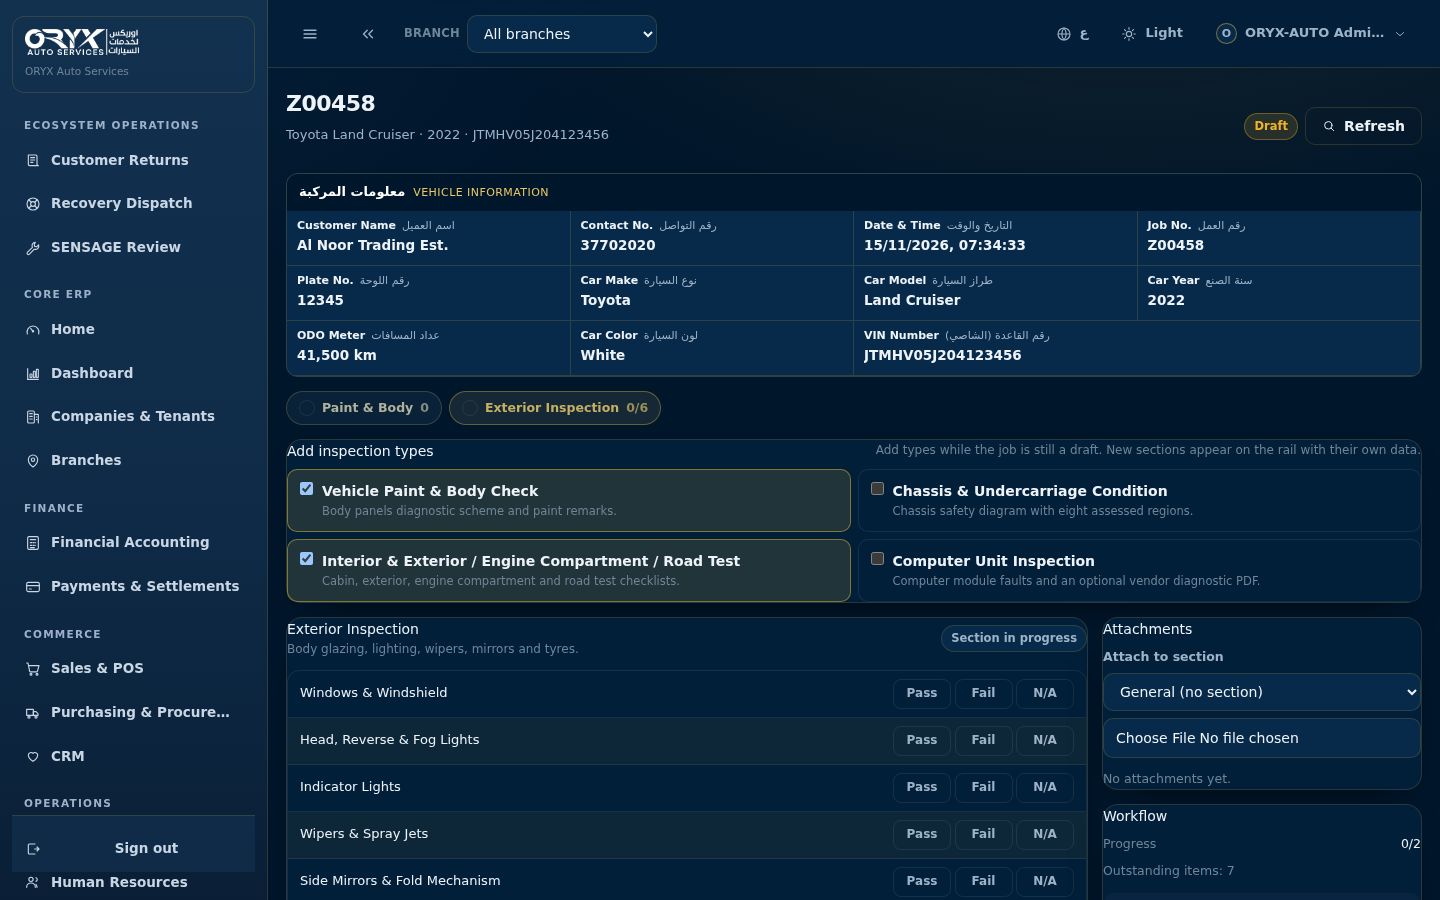 ORYX أوريكس لخدمات السيارات
AUTO SERVICES
ORYX Auto Services
ECOSYSTEM OPERATIONS
Customer Returns
Recovery Dispatch
SENSAGE Review
CORE ERP
Home
Dashboard
Companies & Tenants
Branches
FINANCE
Financial Accounting
Payments & Settlements
COMMERCE
Sales & POS
Purchasing & Procure...
CRM
OPERATIONS
Sign out
Human Resources
BRANCH All branches
ع Light O ORYX-AUTO Admi...
Z00458
Toyota Land Cruiser · 2022 · JTMHV05J204123456
Draft Refresh
معلومات المركبة VEHICLE INFORMATION
Customer Name اسم العميل Contact No. رقم التواصل Date & Time التاريخ والوقت Job No. رقم العمل
Al Noor Trading Est. 37702020 15/11/2026, 07:34:33 Z00458
Plate No. رقم اللوحة Car Make نوع السيارة Car Model طراز السيارة Car Year سنة الصنع
12345 Toyota Land Cruiser 2022
ODO Meter عداد المسافات Car Color لون السيارة VIN Number رقم القاعدة (الشاصي)
41,500 km White JTMHV05J204123456
Paint & Body 0 Exterior Inspection 0/6
Add inspection types Add types while the job is still a draft. New sections appear on the rail with their own data.
Vehicle Paint & Body Check
Body panels diagnostic scheme and paint remarks.
Chassis & Undercarriage Condition
Chassis safety diagram with eight assessed regions.
Interior & Exterior / Engine Compartment / Road Test
Cabin, exterior, engine compartment and road test checklists.
Computer Unit Inspection
Computer module faults and an optional vendor diagnostic PDF.
Exterior Inspection
Body glazing, lighting, wipers, mirrors and tyres.
Section in progress
Windows & Windshield Pass Fail N/A
Head, Reverse & Fog Lights Pass Fail N/A
Indicator Lights Pass Fail N/A
Wipers & Spray Jets Pass Fail N/A
Side Mirrors & Fold Mechanism Pass Fail N/A
Attachments
Attach to section
General (no section)
Choose File No file chosen
No attachments yet.
Workflow
Progress 0/2
Outstanding items: 7